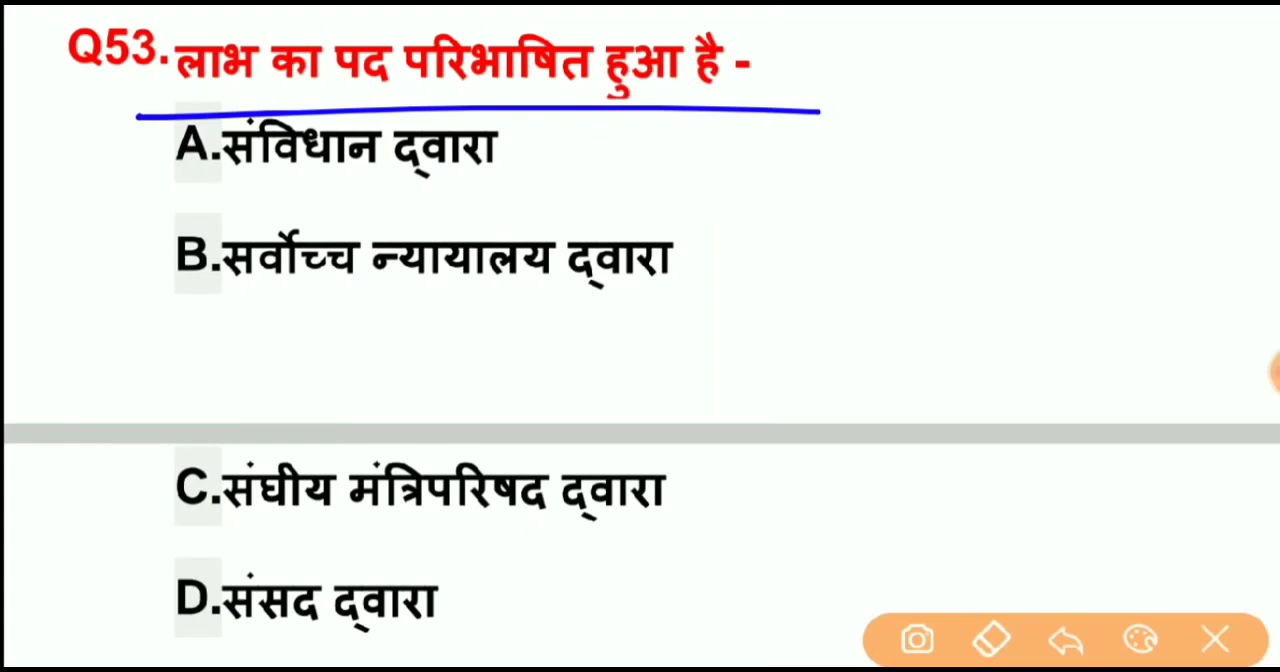 Q53. लाभ का पद परिभाषित हुआ है -
A.संविधान द्वारा
B.सर्वोच्च न्यायालय द्वारा
C.संघीय मंत्रिपरिषद द्वारा
D.संसद द्वारा